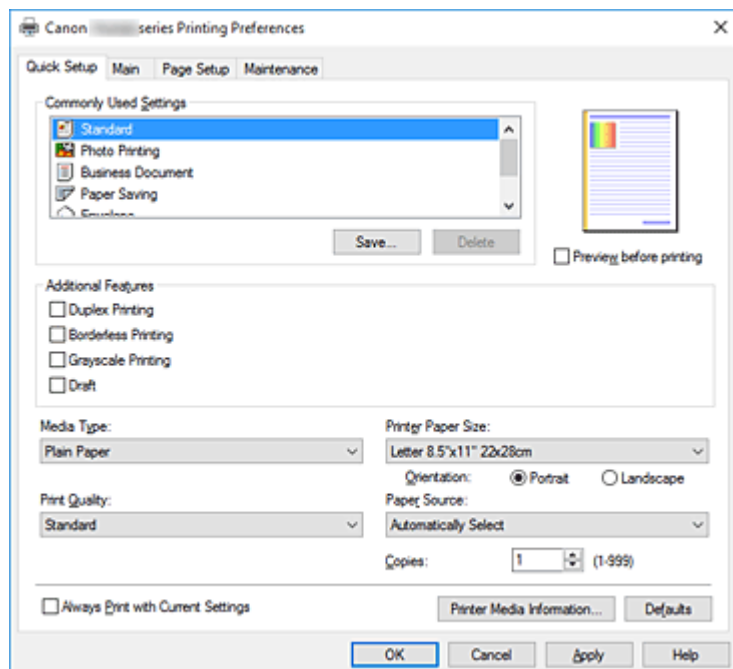 Canon series Printing Preferences
Quick Setup Main Page Setup Maintenance
Commonly Used Settings
Standard
Photo Printing
Business Document
Paper Saving
Envelope
Save... Delete
Preview before printing
Additional Features
Duplex Printing
Borderless Printing
Grayscale Printing
Draft
Media Type: Printer Paper Size:
Plain Paper Letter 8.5"x11" 22x28cm
Orientation: Portrait Landscape
Print Quality: Paper Source:
Standard Automatically Select
Copies: 1 (1-999)
Always Print with Current Settings Printer Media Information... Defaults
OK Cancel Apply Help